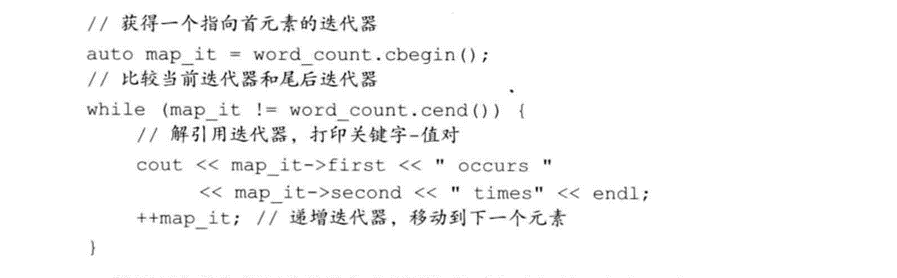 // 获得一个指向首元素的迭代器
auto map_it = word_count.cbegin();
// 比较当前迭代器和尾后迭代器
while (map_it != word_count.cend()) {
// 解引用迭代器，打印关键字-值对
cout << map_it->first << " occurs "
<< map_it->second << " times" << endl;
++map_it; // 递增迭代器，移动到下一个元素
}